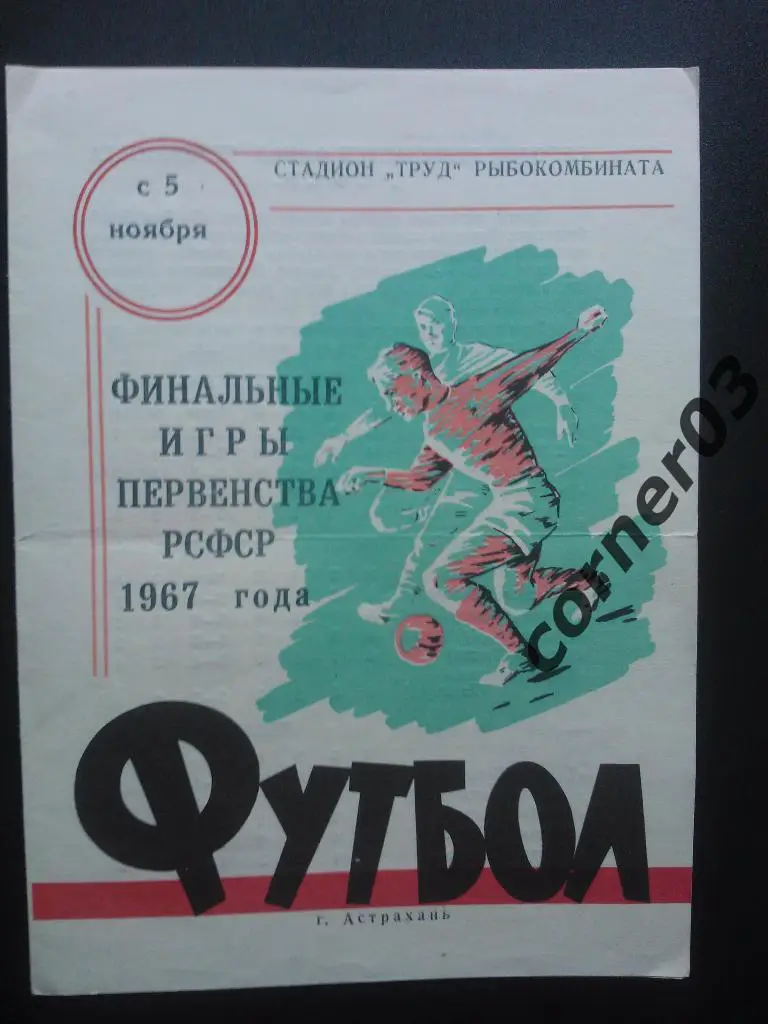 с 5
ноября
СТАДИОН „ТРУД“ РЫБОКОМБИНАТА
ФИНАЛЬНЫЕ
ИГРЫ
ПЕРВЕНСТВА
РСФСР
1967 года
ФУТБОЛ
г. Астрахань
corner03